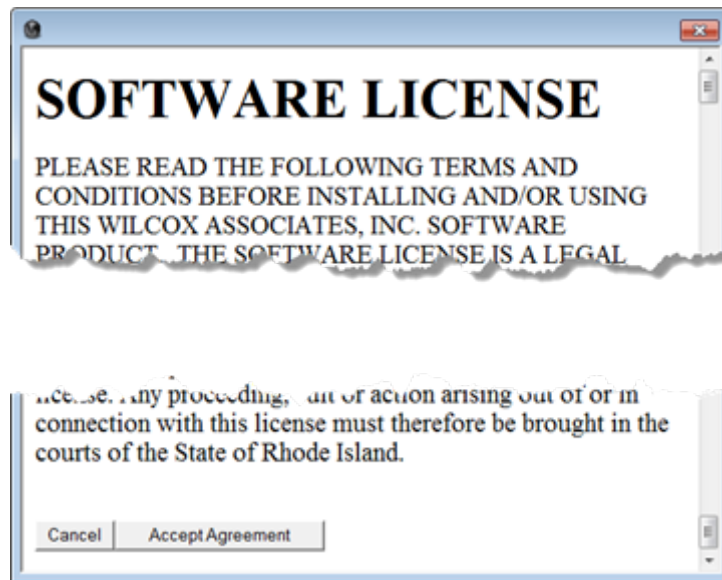 SOFTWARE LICENSE
PLEASE READ THE FOLLOWING TERMS AND
CONDITIONS BEFORE INSTALLING AND/OR USING
THIS WILCOX ASSOCIATES, INC. SOFTWARE
PRODUCT. THE SOFTWARE LICENSE IS A LEGAL
license. Any proceeding, or action arising out of or in
connection with this license must therefore be brought in the
courts of the State of Rhode Island.
Cancel Accept Agreement